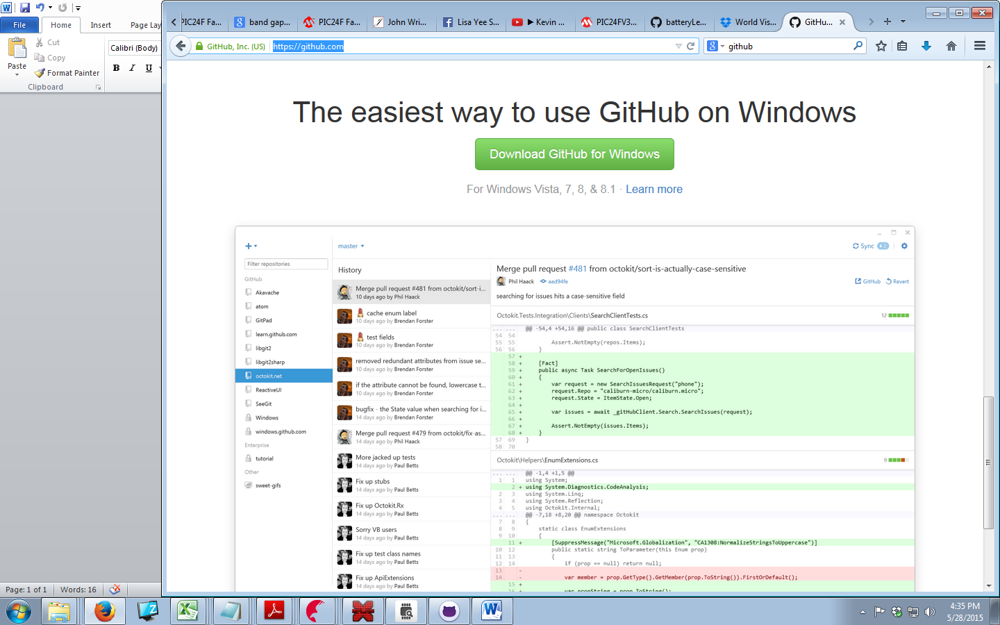 File
Home
Insert
Page Lay
Paste
Cut
Copy
Format Painter
Clipboard
Calibri (Body)
B I U
PIC24F Fa...
band gap...
PIC24F Fa...
John Wri...
Lisa Yee S...
▶ Kevin ...
PIC24FV3...
batteryLe...
World Vis...
GitHu...
GitHub, Inc. (US)
https://github.com
github
The easiest way to use GitHub on Windows
Download GitHub for Windows
For Windows Vista, 7, 8, & 8.1 · Learn more
Filter repositories
GitHub
Akavache
atom
GitPad
learn.github.com
libgit2
libgit2sharp
octokit.net
ReactiveUI
SeeGit
Windows
windows.github.com
Enterprise
tutorial
Other
sweet-gifs
master
Sync
History
Merge pull request #481 from octokit/sort-i...
10 days ago by Phil Haack
cache enum label
10 days ago by Brendan Forster
test fields
10 days ago by Brendan Forster
removed redundant attributes from issue se...
10 days ago by Brendan Forster
if the attribute cannot be found, lowercase t...
10 days ago by Brendan Forster
bugfix - the State value when searching for i...
14 days ago by Brendan Forster
Merge pull request #479 from octokit/fix-as...
14 days ago by Phil Haack
More jacked up tests
14 days ago by Paul Betts
Fix up stubs
14 days ago by Paul Betts
Fix up Octokit.Rx
14 days ago by Paul Betts
Sorry VB users
14 days ago by Paul Betts
Fix up test class names
14 days ago by Paul Betts
Fix up ApiExtensions
14 days ago by Paul Betts
Merge pull request #481 from octokit/sort-is-actually-case-sensitive
Phil Haack aad94fe
GitHub Revert
searching for issues hits a case-sensitive field
Octokit.Tests.Integration\Clients\SearchClientTests.cs 12
... ... @@ -54,4 +54,16 @@ public class SearchClientTests
54 54
55 55 Assert.NotEmpty(repos.Items);
56 56 }
57 +
58 + [Fact]
59 + public async Task SearchForOpenIssues()
60 + {
61 + var request = new SearchIssuesRequest("phone");
62 + request.Repo = "caliburn-micro/caliburn.micro";
63 + request.State = ItemState.Open;
64 +
65 + var issues = await _gitHubClient.Search.SearchIssues(request);
66 +
67 + Assert.NotEmpty(issues.Items);
68 + }
57 69 }
58 70
Octokit\Helpers\EnumExtensions.cs 9
... ... @@ -1,4 +1,5 @@
1 1 using System;
2 + using System.Diagnostics.CodeAnalysis;
2 3 using System.Linq;
3 4 using System.Reflection;
4 5 using Octokit.Internal;
... ... @@ -7,18 +8,20 @@ namespace Octokit
7 8 {
8 9 static class EnumExtensions
9 10 {
11 + [SuppressMessage("Microsoft.Globalization", "CA1308:NormalizeStringsToUppercase")]
10 12 public static string ToParameter(this Enum prop)
11 13 {
12 14 if (prop == null) return null;
13 -
14 - var member = prop.GetType().GetMember(prop.ToString()).FirstOrDefault();
15 +
16 + var propString = prop.ToString();
Page: 1 of 1
Words: 16
4:35 PM
5/28/2015